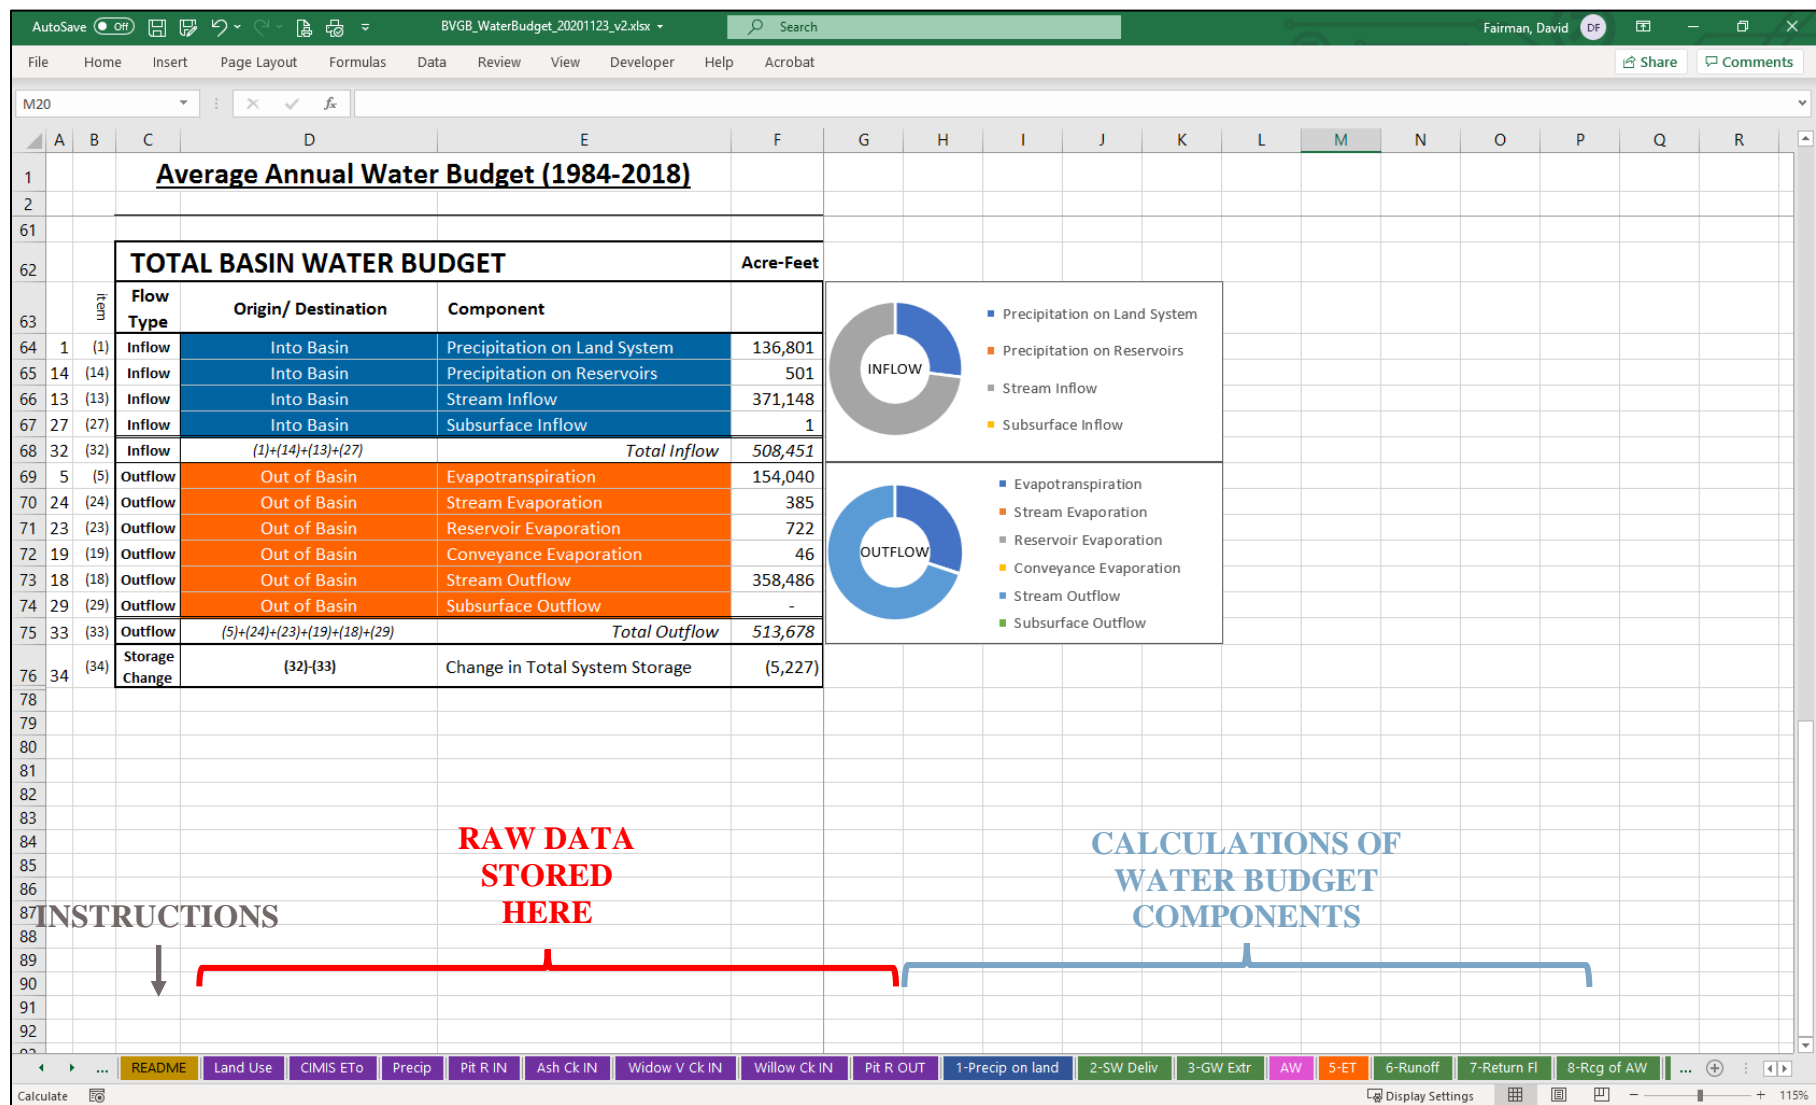 AutoSave Off BVGB_WaterBudget_20201123_v2.xlsx Search Fairman, David DF
File Home Insert Page Layout Formulas Data Review View Developer Help Acrobat Share Comments
M20 fx
A B C D E F G H I J K L M N O P Q R
1 Average Annual Water Budget (1984-2018)
2
61
62 TOTAL BASIN WATER BUDGET Acre-Feet
63 item Flow Type Origin/ Destination Component
64 1 (1) Inflow Into Basin Precipitation on Land System 136,801
65 14 (14) Inflow Into Basin Precipitation on Reservoirs 501
66 13 (13) Inflow Into Basin Stream Inflow 371,148
67 27 (27) Inflow Into Basin Subsurface Inflow 1
68 32 (32) Inflow (1)+(14)+(13)+(27) Total Inflow 508,451
69 5 (5) Outflow Out of Basin Evapotranspiration 154,040
70 24 (24) Outflow Out of Basin Stream Evaporation 385
71 23 (23) Outflow Out of Basin Reservoir Evaporation 722
72 19 (19) Outflow Out of Basin Conveyance Evaporation 46
73 18 (18) Outflow Out of Basin Stream Outflow 358,486
74 29 (29) Outflow Out of Basin Subsurface Outflow -
75 33 (33) Outflow (5)+(24)+(23)+(19)+(18)+(29) Total Outflow 513,678
76 34 (34) Storage Change (32)-(33) Change in Total System Storage (5,227)
INFLOW
Precipitation on Land System
Precipitation on Reservoirs
Stream Inflow
Subsurface Inflow
OUTFLOW
Evapotranspiration
Stream Evaporation
Reservoir Evaporation
Conveyance Evaporation
Stream Outflow
Subsurface Outflow
78
79
80
81
82
83
84
85
86
87
88
89
90
91
92
INSTRUCTIONS
RAW DATA
STORED
HERE
CALCULATIONS OF
WATER BUDGET
COMPONENTS
... README Land Use CIMIS ETo Precip Pit R IN Ash Ck IN Widow V Ck IN Willow Ck IN Pit R OUT 1-Precip on land 2-SW Deliv 3-GW Extr AW 5-ET 6-Runoff 7-Return Fl 8-Rcg of AW ...
Calculate Display Settings 115%